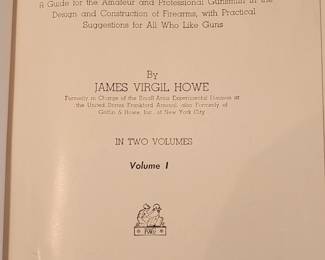 A Guide for the Amateur and Professional Gunsmith in the
Design and Construction of Firearms, with Practical
Suggestions for All Who Like Guns
By
JAMES VIRGIL HOWE
Formerly in Charge of the Small Arms Experimental Division at
the United States Frankford Arsenal; also Formerly of
Griffin & Howe, Inc., of New York City
IN TWO VOLUMES
Volume I